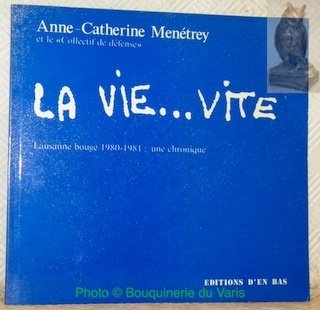 Anne-Catherine Menétrey
et le «Collectif de défense»
LA VIE...VITE
Lausanne bouge 1980-1981 : une chronique
EDITIONS D'EN BAS
Photo © Bouquinerie du Varis